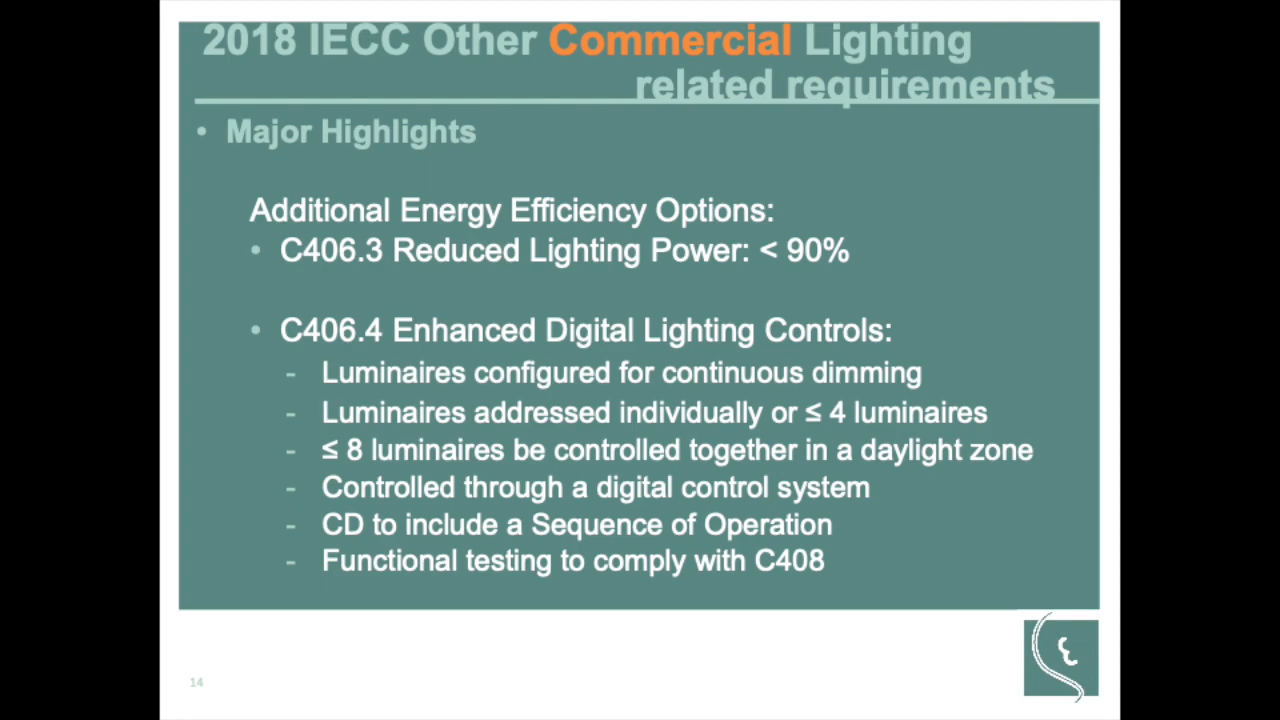 2018 IECC Other Commercial Lighting
related requirements
• Major Highlights
Additional Energy Efficiency Options:
• C406.3 Reduced Lighting Power: < 90%
• C406.4 Enhanced Digital Lighting Controls:
- Luminaires configured for continuous dimming
- Luminaires addressed individually or ≤ 4 luminaires
- ≤ 8 luminaires be controlled together in a daylight zone
- Controlled through a digital control system
- CD to include a Sequence of Operation
- Functional testing to comply with C408
14